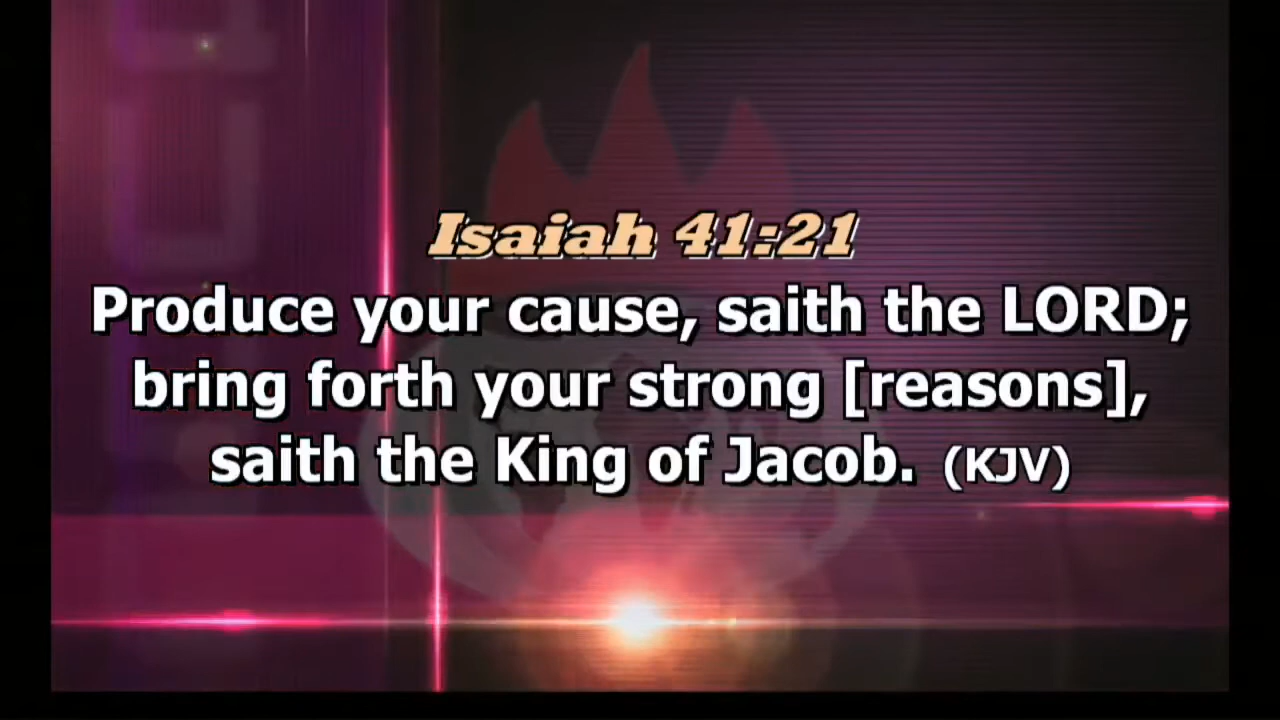 Isaiah 41:21
Produce your cause, saith the LORD;
bring forth your strong [reasons],
saith the King of Jacob. (KJV)